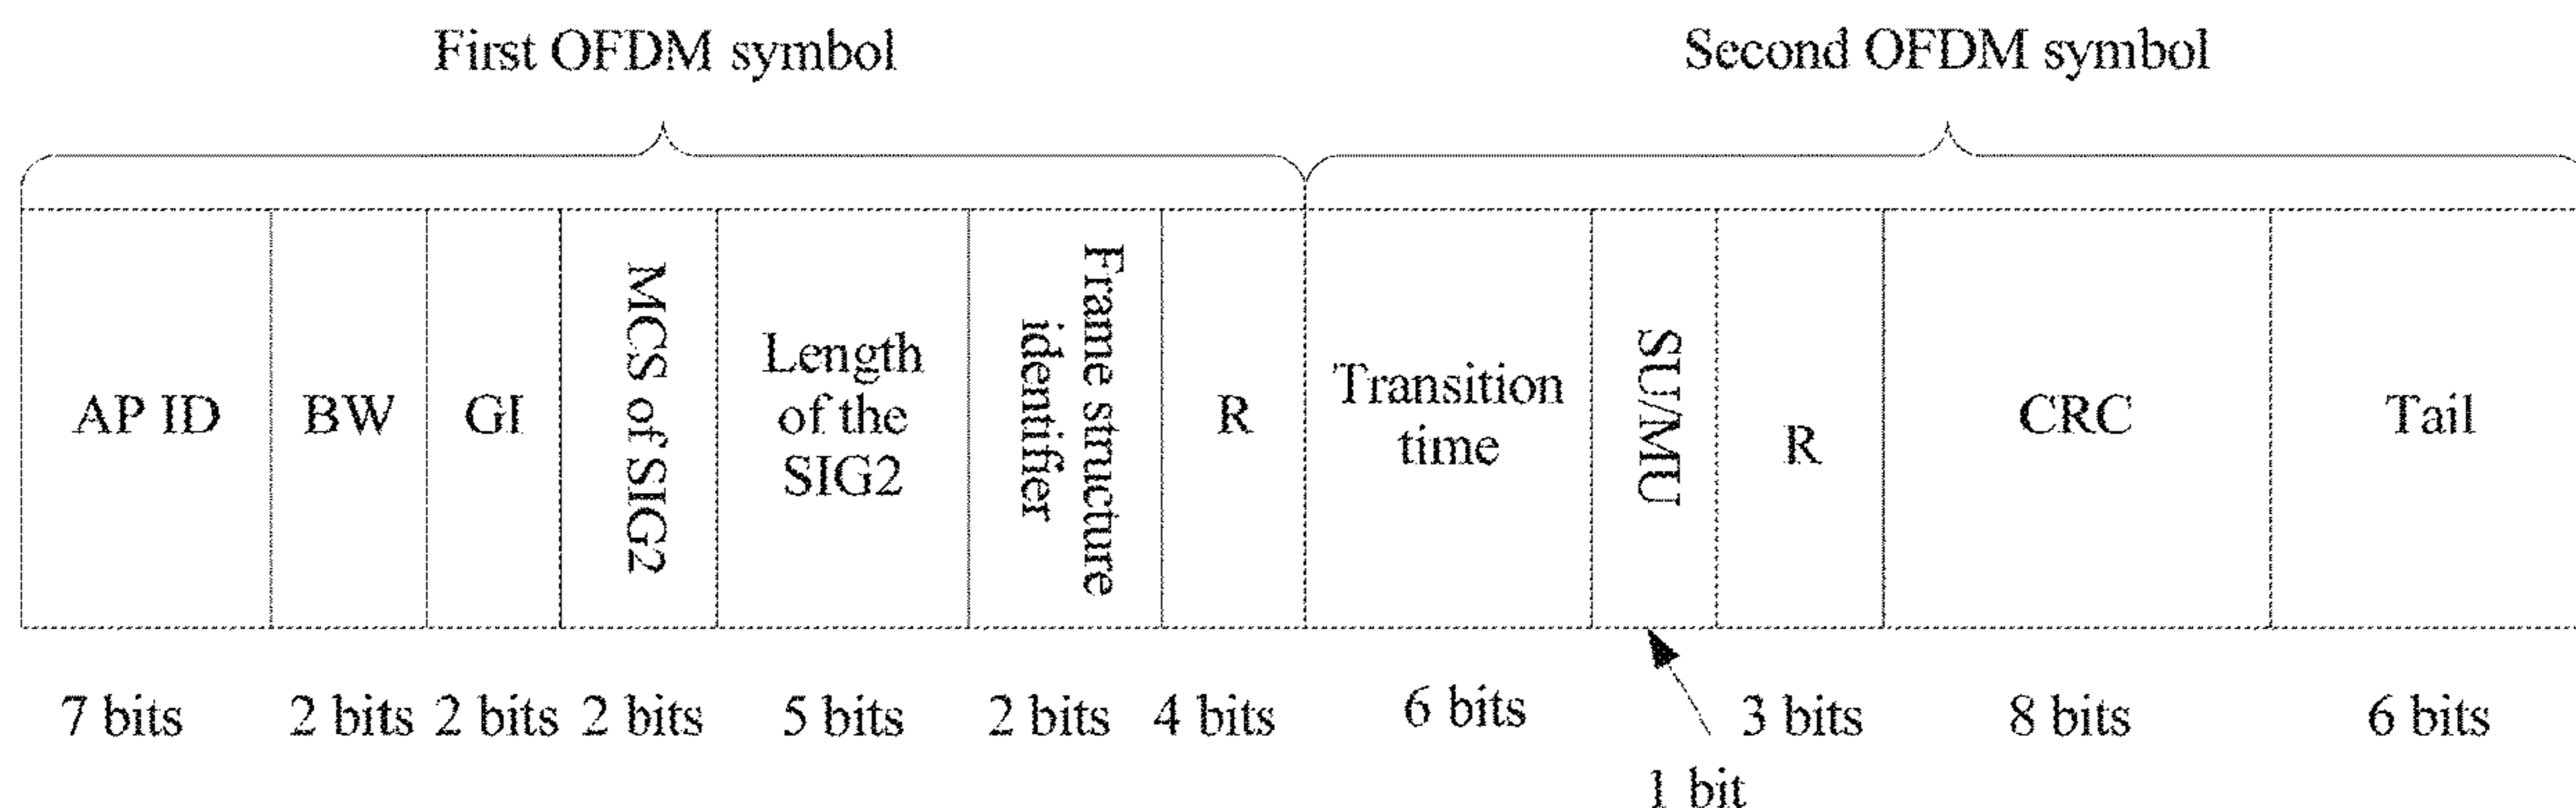 First OFDM symbol
Second OFDM symbol
AP ID
BW
GI
MCS of SIG2
Length
of the
SIG2
Frame structure
identifier
R
Transition
time
SU/MU
R
CRC
Tail
7 bits
2 bits
2 bits
2 bits
5 bits
2 bits
4 bits
6 bits
1 bit
3 bits
8 bits
6 bits